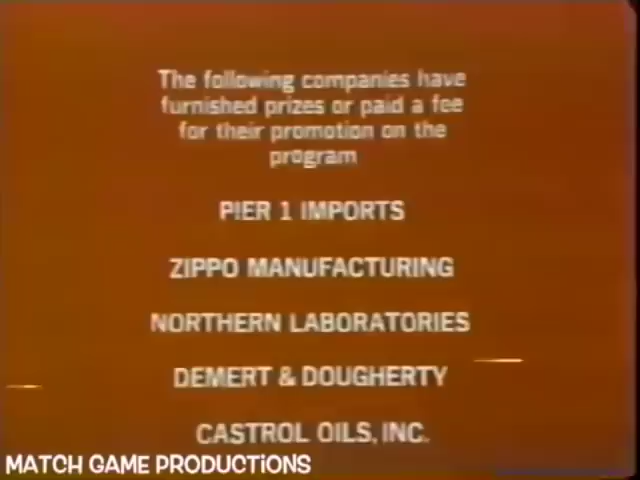 The following companies have
furnished prizes or paid a fee
for their promotion on the
program
PIER 1 IMPORTS
ZIPPO MANUFACTURING
NORTHERN LABORATORIES
DEMERT & DOUGHERTY
CASTROL OILS, INC.
MATCH GAME PRODUCTiONS